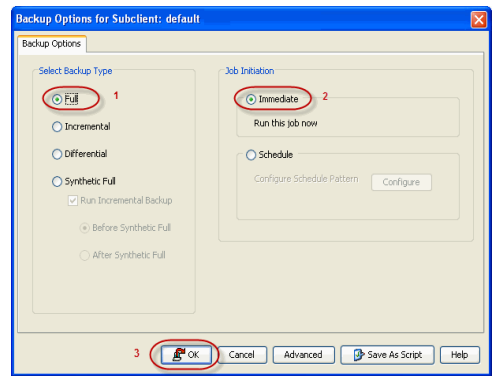 Backup Options for Subclient: default
Backup Options
Select Backup Type
Full
1
Incremental
Differential
Synthetic Full
Run Incremental Backup
Before Synthetic Full
After Synthetic Full
Job Initiation
Immediate
2
Run this job now
Schedule
Configure Schedule Pattern
Configure
3
OK
Cancel
Advanced
Save As Script
Help